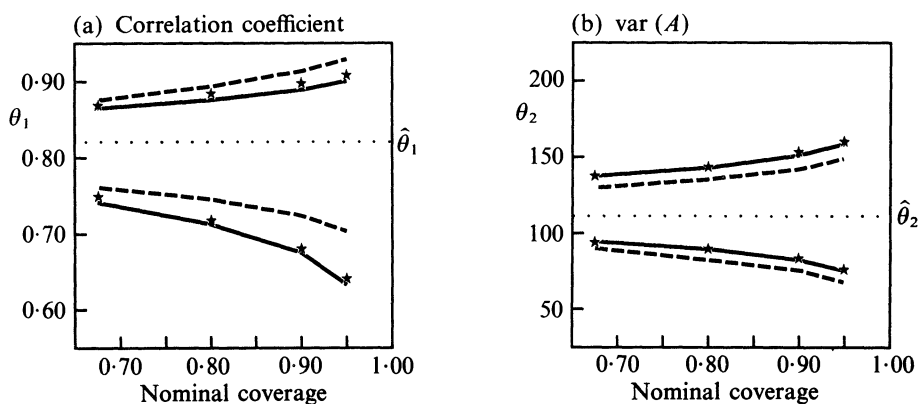 (a) Correlation coefficient
0·90
θ₁
0·80
0·70
0·60
θ̂₁
0·70 0·80 0·90 1·00
Nominal coverage
(b) var (A)
200
θ₂
150
100
50
θ̂₂
0·70 0·80 0·90 1·00
Nominal coverage